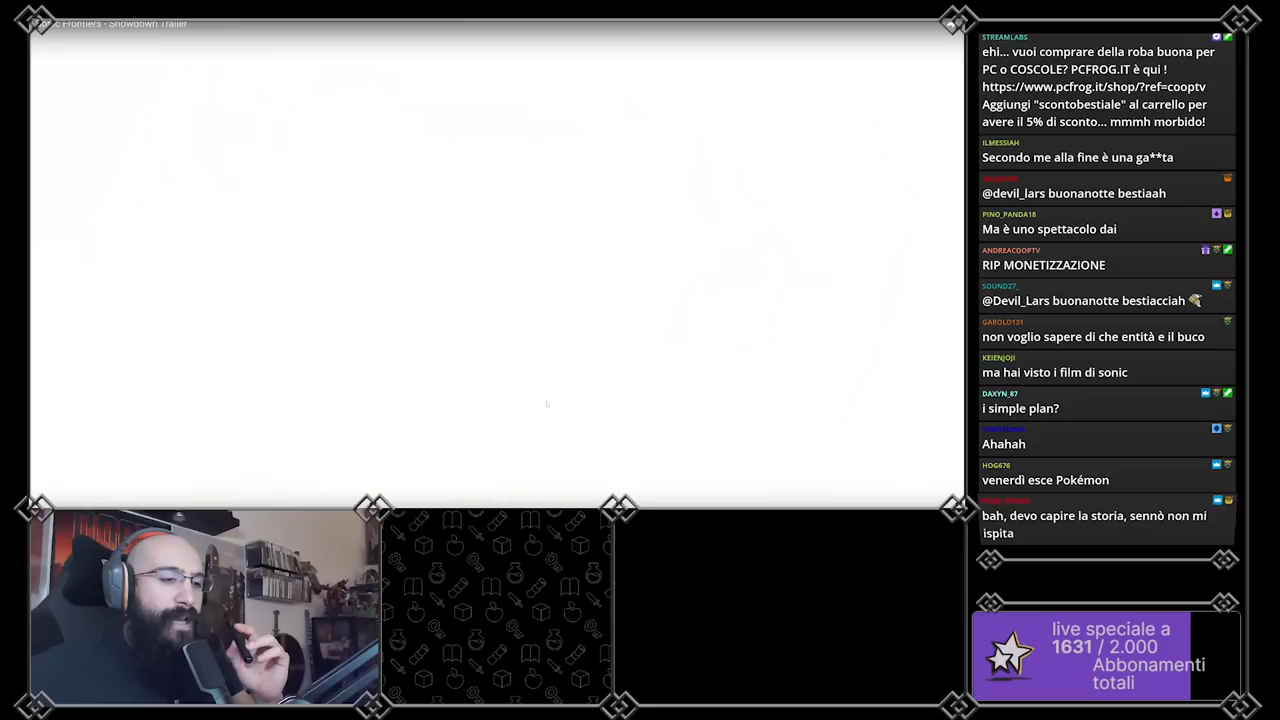 Frontiers - Showdown Trailer
STREAMLABS
ehi... vuoi comprare della roba buona per
PC o COSCOLE? PCFROG.IT è qui !
https://www.pcfrog.it/shop/?ref=cooptv
Aggiungi "scontobestiale" al carrello per
avere il 5% di sconto... mmmh morbido!
ILMESSIAH
Secondo me alla fine è una ga**ta
@devil_lars buonanotte bestiaah
PINO_PANDA18
Ma è uno spettacolo dai
ANDREACOOPTV
RIP MONETIZZAZIONE
SOUND27_
@Devil_Lars buonanotte bestiacciah
GAROLD131
non voglio sapere di che entità e il buco
KEIENJOJI
ma hai visto i film di sonic
DAXYN_87
i simple plan?
Ahahah
HOG676
venerdì esce Pokémon
bah, devo capire la storia, sennò non mi
ispita
live speciale a
1631 / 2.000
Abbonamenti
totali